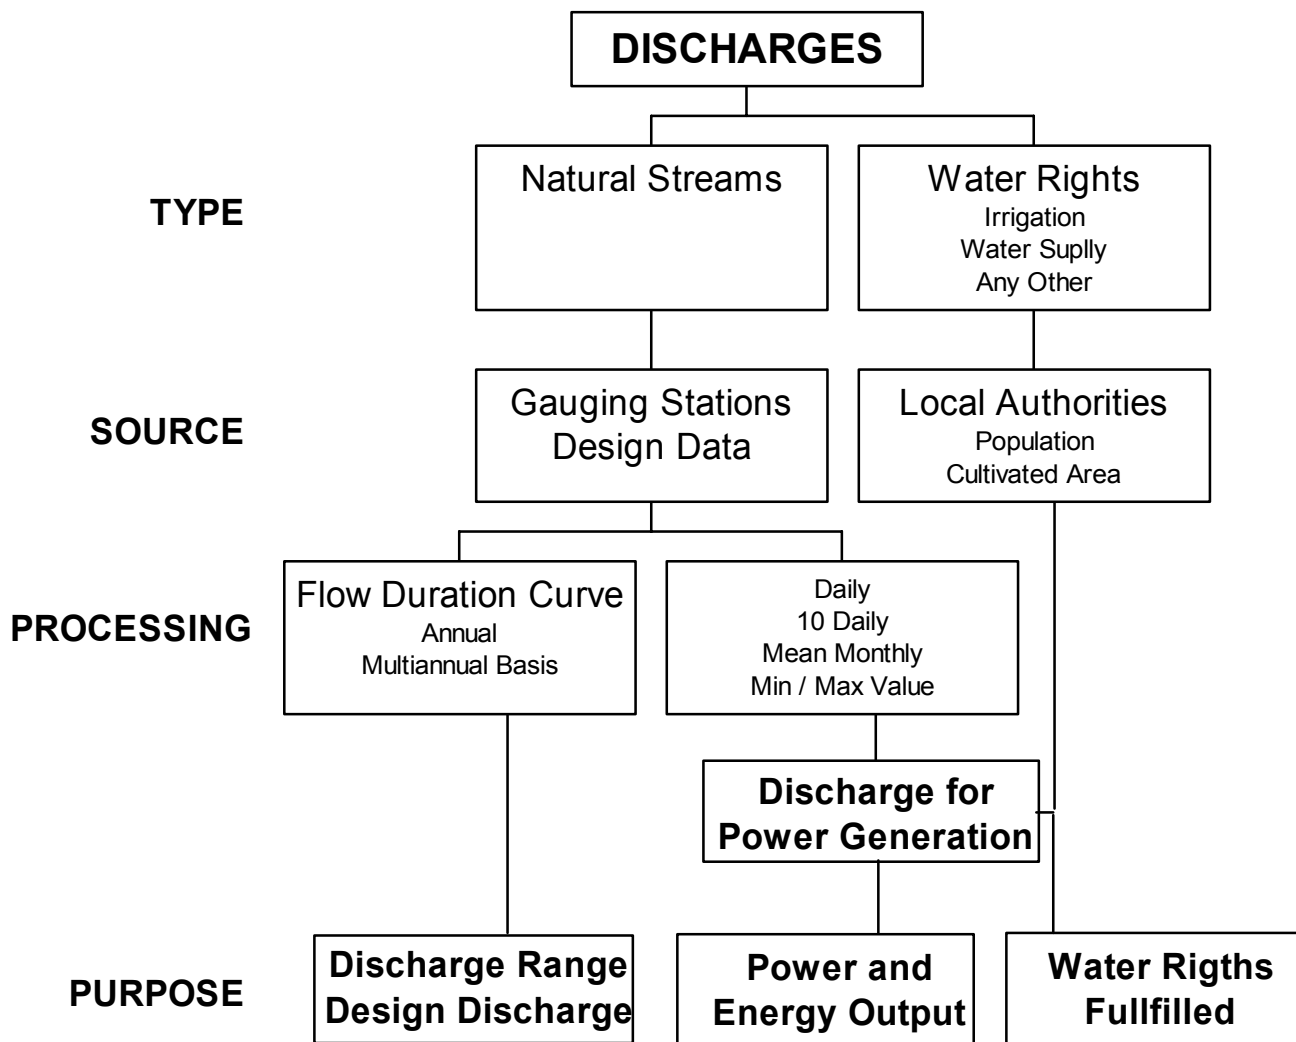 DISCHARGES
TYPE
Natural Streams
Water Rights
Irrigation
Water Suplly
Any Other
SOURCE
Gauging Stations
Design Data
Local Authorities
Population
Cultivated Area
PROCESSING
Flow Duration Curve
Annual
Multiannual Basis
Daily
10 Daily
Mean Monthly
Min / Max Value
Discharge for
Power Generation
PURPOSE
Discharge Range
Design Discharge
Power and
Energy Output
Water Rigths
Fullfilled